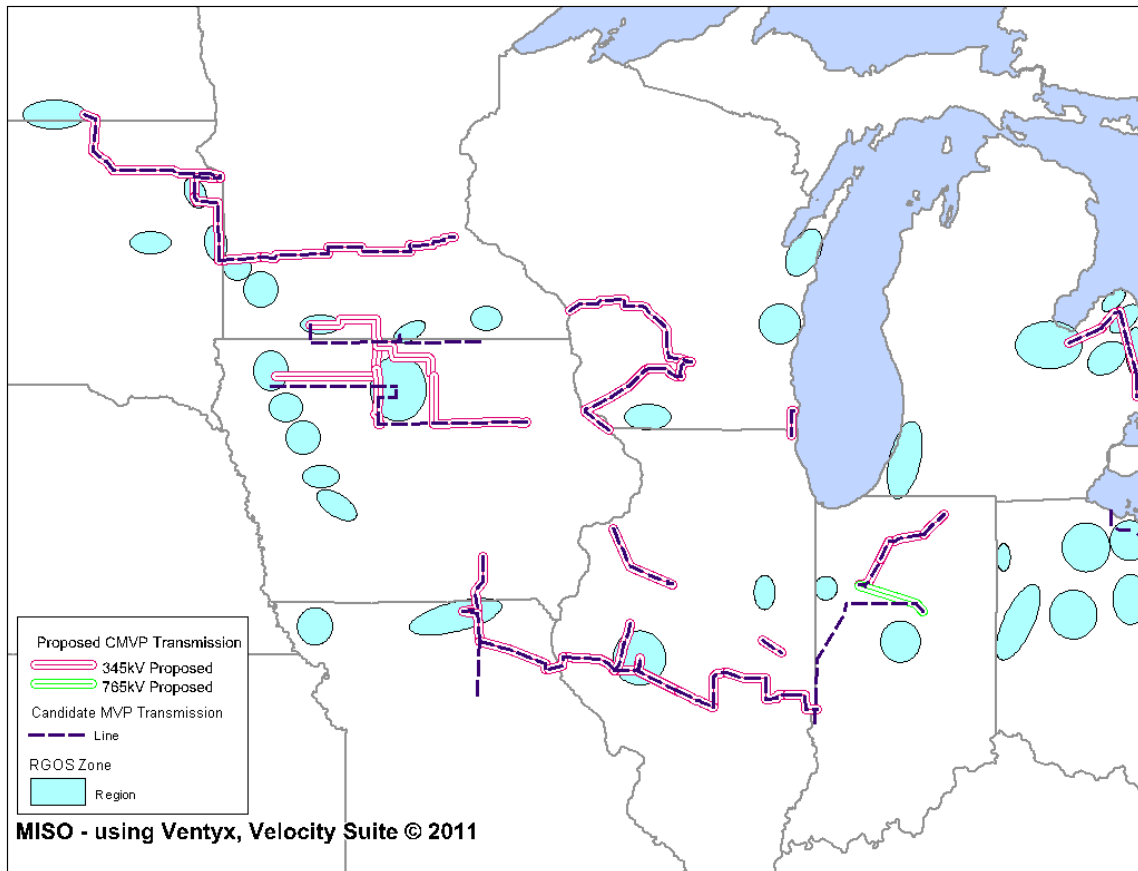 Proposed CMVP Transmission
345kV Proposed
765kV Proposed
Candidate MVP Transmission
Line
RGOS Zone
Region
MISO - using Ventyx, Velocity Suite © 2011